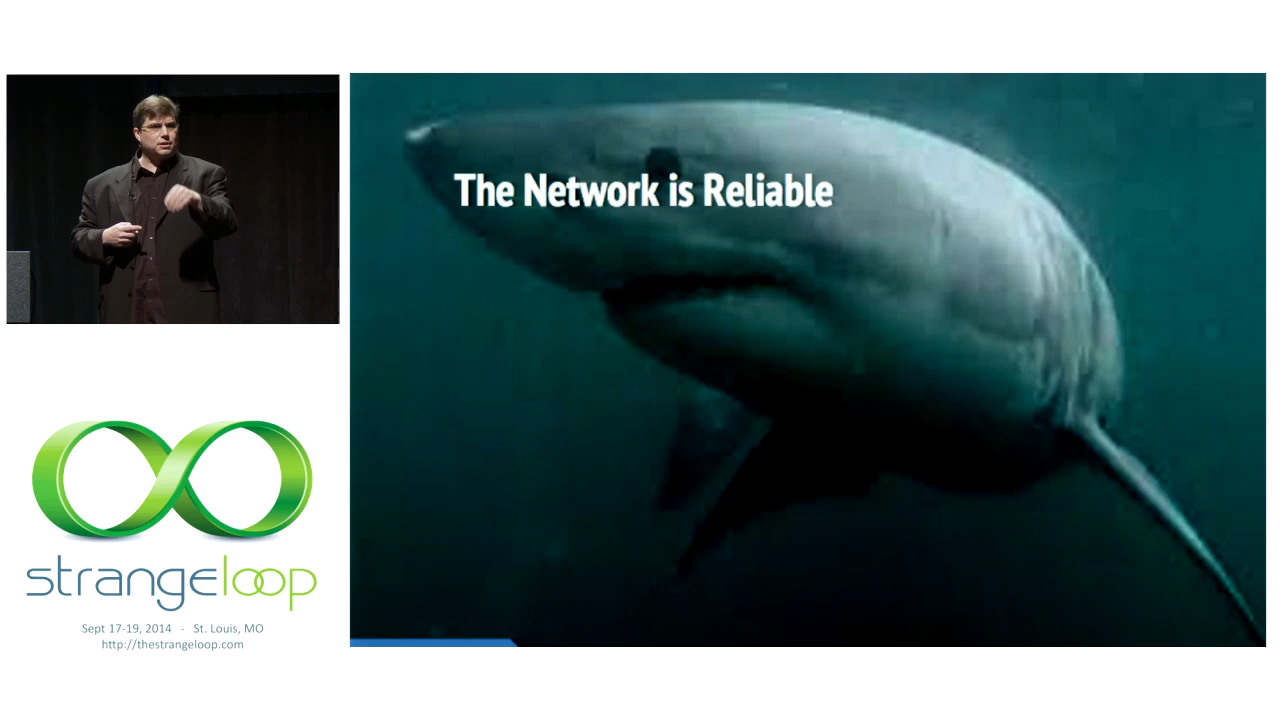 The Network is Reliable
strangeloop
Sept 17-19, 2014 - St. Louis, MO
http://thestrangeloop.com